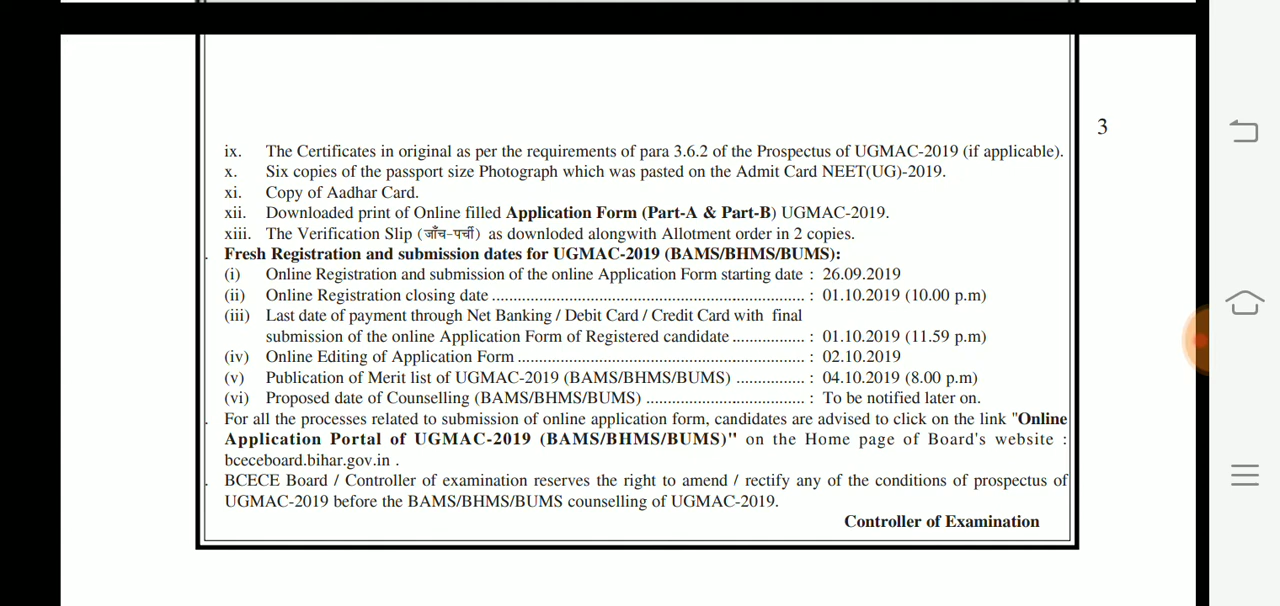 3
ix. The Certificates in original as per the requirements of para 3.6.2 of the Prospectus of UGMAC-2019 (if applicable).
x. Six copies of the passport size Photograph which was pasted on the Admit Card NEET(UG)-2019.
xi. Copy of Aadhar Card.
xii. Downloaded print of Online filled Application Form (Part-A & Part-B) UGMAC-2019.
xiii. The Verification Slip (जाँच-पर्ची) as downloded alongwith Allotment order in 2 copies.
. Fresh Registration and submission dates for UGMAC-2019 (BAMS/BHMS/BUMS):
(i) Online Registration and submission of the online Application Form starting date : 26.09.2019
(ii) Online Registration closing date ............................................................................ : 01.10.2019 (10.00 p.m)
(iii) Last date of payment through Net Banking / Debit Card / Credit Card with final
submission of the online Application Form of Registered candidate ................. : 01.10.2019 (11.59 p.m)
(iv) Online Editing of Application Form ...................................................................... : 02.10.2019
(v) Publication of Merit list of UGMAC-2019 (BAMS/BHMS/BUMS) ................ : 04.10.2019 (8.00 p.m)
(vi) Proposed date of Counselling (BAMS/BHMS/BUMS) ...................................... : To be notified later on.
. For all the processes related to submission of online application form, candidates are advised to click on the link "Online
Application Portal of UGMAC-2019 (BAMS/BHMS/BUMS)" on the Home page of Board's website :
bceceboard.bihar.gov.in .
. BCECE Board / Controller of examination reserves the right to amend / rectify any of the conditions of prospectus of
UGMAC-2019 before the BAMS/BHMS/BUMS counselling of UGMAC-2019.
Controller of Examination